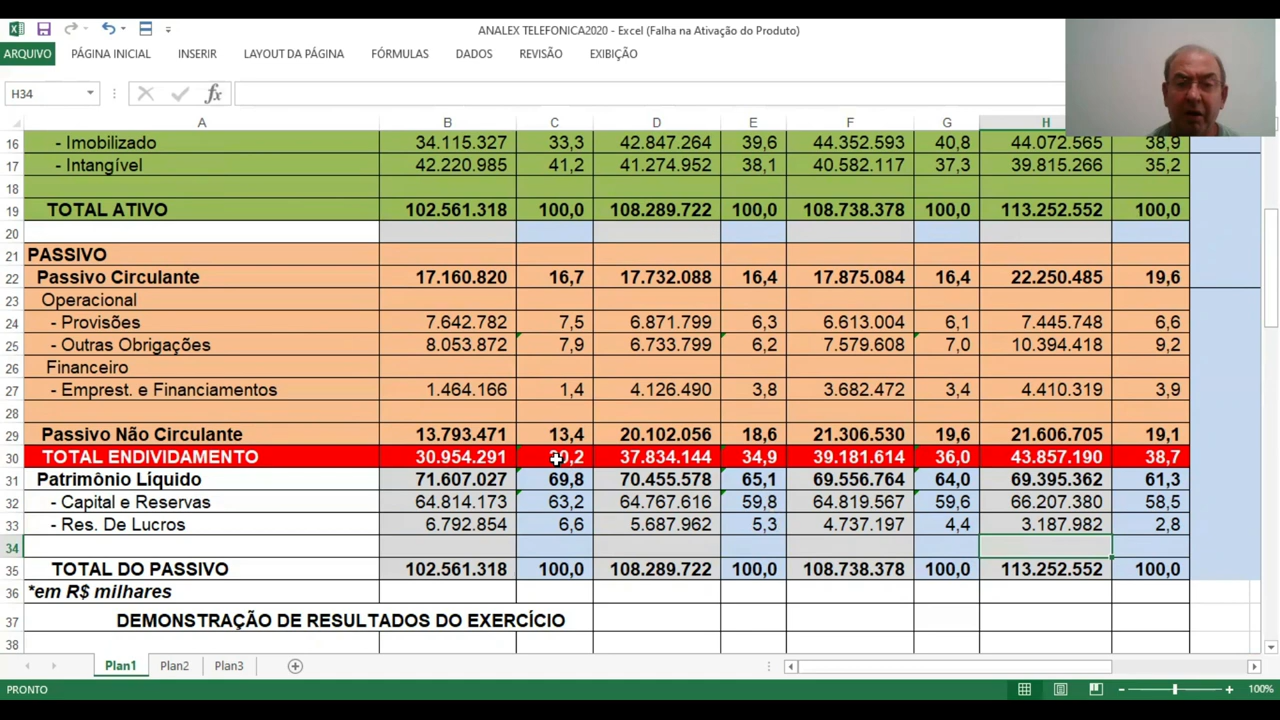 ANALEX TELEFONICA2020 - Excel (Falha na Ativação do Produto)
ARQUIVO PÁGINA INICIAL INSERIR LAYOUT DA PÁGINA FÓRMULAS DADOS REVISÃO EXIBIÇÃO
H34 fx
A B C D E F G H
16 - Imobilizado 34.115.327 33,3 42.847.264 39,6 44.352.593 40,8 44.072.565 38,9
17 - Intangível 42.220.985 41,2 41.274.952 38,1 40.582.117 37,3 39.815.266 35,2
18
19 TOTAL ATIVO 102.561.318 100,0 108.289.722 100,0 108.738.378 100,0 113.252.552 100,0
20
21 PASSIVO
22 Passivo Circulante 17.160.820 16,7 17.732.088 16,4 17.875.084 16,4 22.250.485 19,6
23 Operacional
24 - Provisões 7.642.782 7,5 6.871.799 6,3 6.613.004 6,1 7.445.748 6,6
25 - Outras Obrigações 8.053.872 7,9 6.733.799 6,2 7.579.608 7,0 10.394.418 9,2
26 Financeiro
27 - Emprest. e Financiamentos 1.464.166 1,4 4.126.490 3,8 3.682.472 3,4 4.410.319 3,9
28
29 Passivo Não Circulante 13.793.471 13,4 20.102.056 18,6 21.306.530 19,6 21.606.705 19,1
30 TOTAL ENDIVIDAMENTO 30.954.291 37.834.144 34,9 39.181.614 36,0 43.857.190 38,7
31 Patrimônio Líquido 71.607.027 69,8 70.455.578 65,1 69.556.764 64,0 69.395.362 61,3
32 - Capital e Reservas 64.814.173 63,2 64.767.616 59,8 64.819.567 59,6 66.207.380 58,5
33 - Res. De Lucros 6.792.854 6,6 5.687.962 5,3 4.737.197 4,4 3.187.982 2,8
34
35 TOTAL DO PASSIVO 102.561.318 100,0 108.289.722 100,0 108.738.378 100,0 113.252.552 100,0
36 *em R$ milhares
37 DEMONSTRAÇÃO DE RESULTADOS DO EXERCÍCIO
38
Plan1 Plan2 Plan3
PRONTO 100%